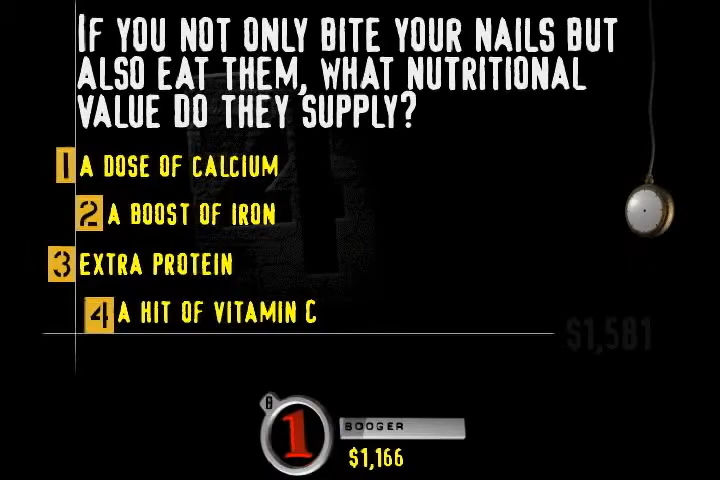 IF YOU NOT ONLY BITE YOUR NAILS BUT
ALSO EAT THEM, WHAT NUTRITIONAL
VALUE DO THEY SUPPLY?
1 A DOSE OF CALCIUM
2 A BOOST OF IRON
3 EXTRA PROTEIN
4 A HIT OF VITAMIN C
$1,581
1 BOOGER
$1,166